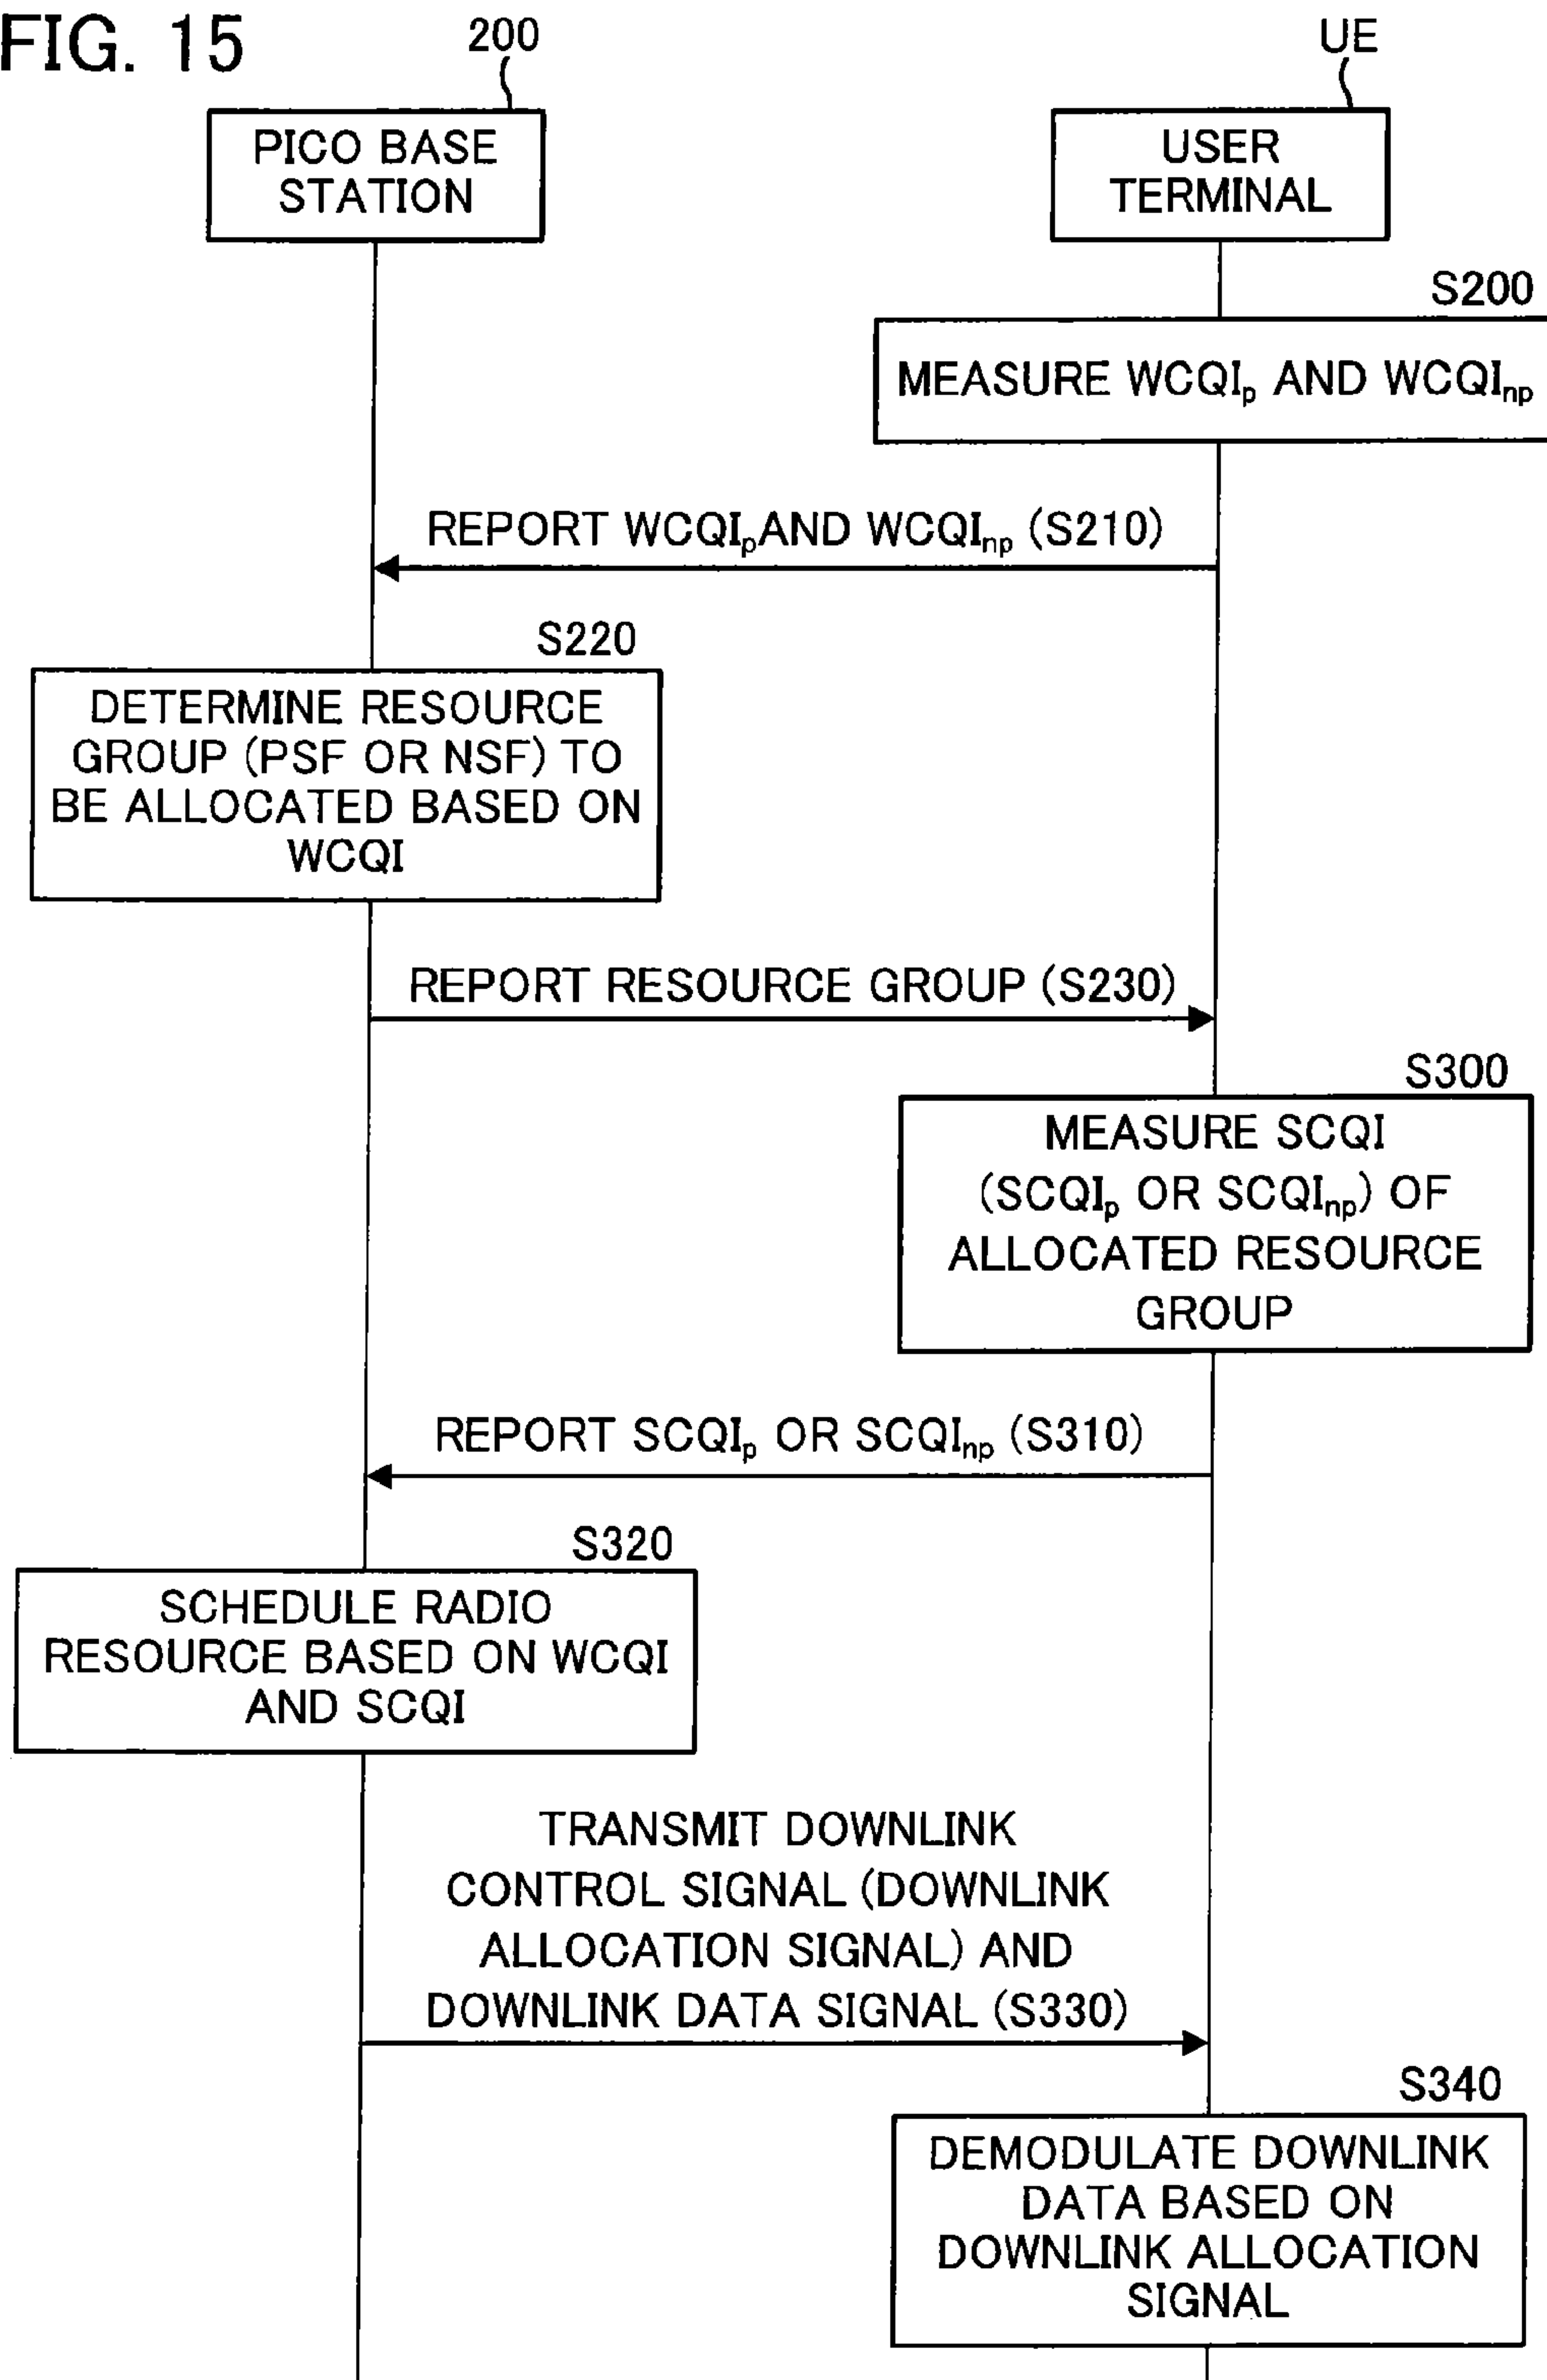 FIG. 15
200
UE
PICO BASE
STATION
USER
TERMINAL
S200
MEASURE WCQIp AND WCQInp
REPORT WCQIpAND WCQInp (S210)
S220
DETERMINE RESOURCE
GROUP (PSF OR NSF) TO
BE ALLOCATED BASED ON
WCQI
REPORT RESOURCE GROUP (S230)
S300
MEASURE SCQI
(SCQIp OR SCQInp) OF
ALLOCATED RESOURCE
GROUP
REPORT SCQIp OR SCQInp (S310)
S320
SCHEDULE RADIO
RESOURCE BASED ON WCQI
AND SCQI
TRANSMIT DOWNLINK
CONTROL SIGNAL (DOWNLINK
ALLOCATION SIGNAL) AND
DOWNLINK DATA SIGNAL (S330)
S340
DEMODULATE DOWNLINK
DATA BASED ON
DOWNLINK ALLOCATION
SIGNAL